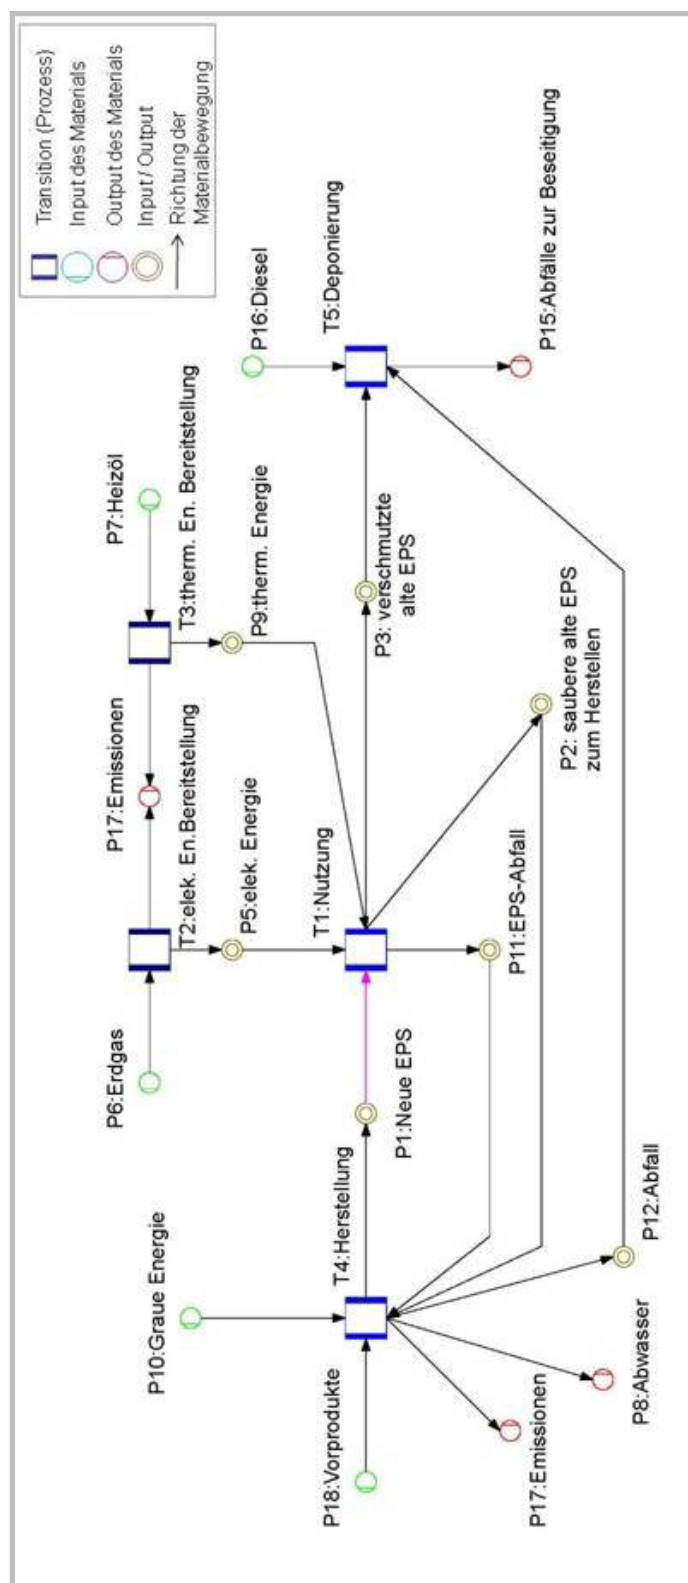 Transition (Prozess)
Input des Materials
Output des Materials
Input / Output
Richtung der
Materialbewegung
P6:Erdgas
P17:Emissionen
P7:Heizöl
T2:elek. En.Bereitstellung
T3:therm. En. Bereitstellung
P10:Graue Energie
P5:elek. Energie
P9:therm. Energie
P16:Diesel
T4:Herstellung
T1:Nutzung
T5:Deponierung
P18:Vorprodukte
P1:Neue EPS
P3: verschmutzte
alte EPS
P11:EPS-Abfall
P15:Abfälle zur Beseitigung
P17:Emissionen
P2: saubere alte EPS
zum Herstellen
P8:Abwasser
P12:Abfall